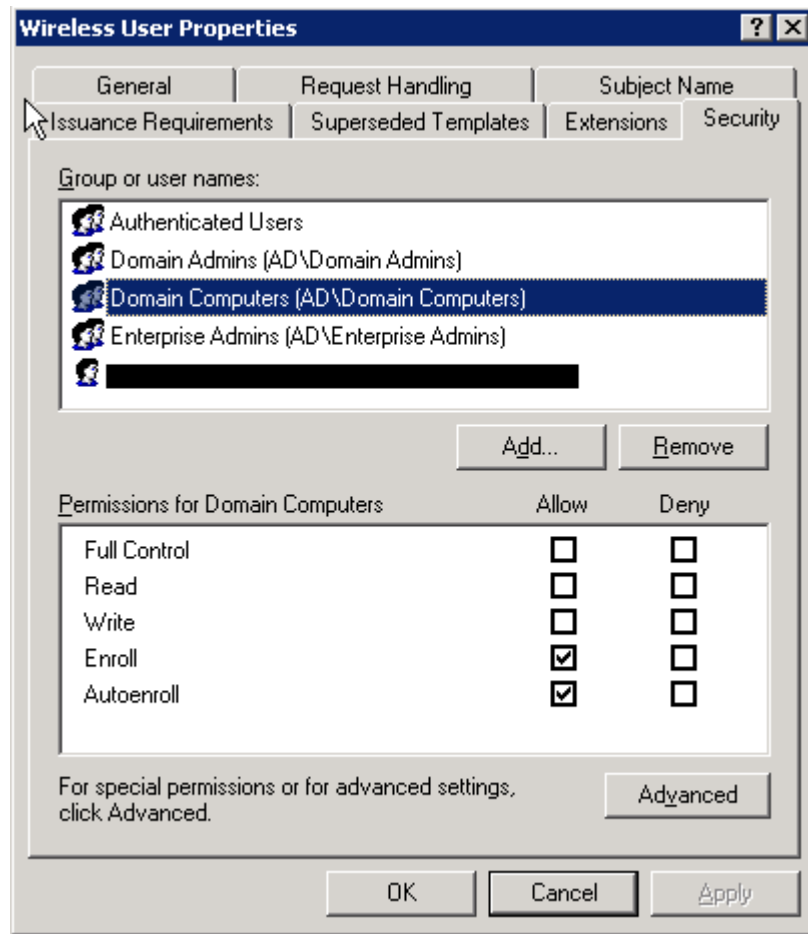 Wireless User Properties
General Request Handling Subject Name
Issuance Requirements Superseded Templates Extensions Security
Group or user names:
Authenticated Users
Domain Admins (AD\Domain Admins)
Domain Computers (AD\Domain Computers)
Enterprise Admins (AD\Enterprise Admins)
Add... Remove
Permissions for Domain Computers Allow Deny
Full Control
Read
Write
Enroll
Autoenroll
For special permissions or for advanced settings, click Advanced.
Advanced
OK Cancel Apply